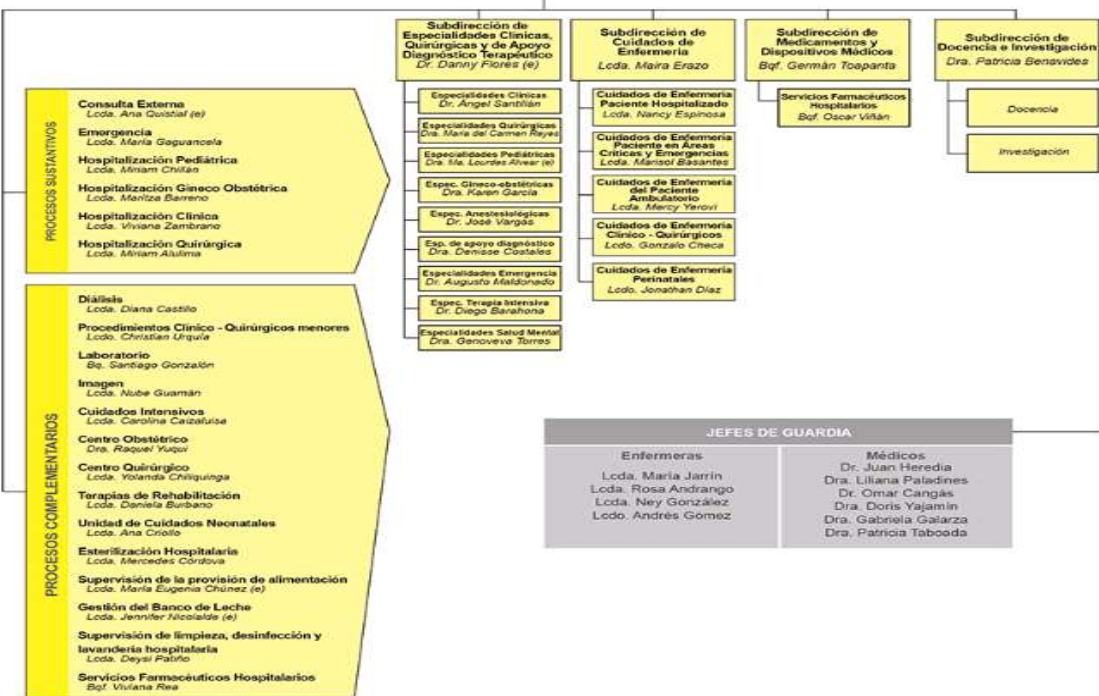 Subdirección de
Especialidades Clínicas,
Quirúrgicas y de Apoyo
Diagnóstico Terapéutico
Dr. Danny Flores (e)
Especialidades Clínicas
Dr. Ángel Santillán
Especialidades Quirúrgicas
Dra. María del Carmen Reyes
Especialidades Pediátricas
Dra. Ma. Lourdes Alvear (e)
Espec. Gineco-obstétricas
Dra. Karen García
Espec. Anestesiológicas
Dr. José Vargas
Esp. de apoyo diagnóstico
Dra. Denisse Costales
Especialidades Emergencia
Dr. Augusto Maldonado
Espec. Terapia Intensiva
Dr. Diego Barahona
Especialidades Salud Mental
Dra. Genoveva Torres
Subdirección de
Cuidados de
Enfermería
Lcda. Maira Erazo
Cuidados de Enfermería
Paciente Hospitalizado
Lcda. Nancy Espinosa
Cuidados de Enfermería
Paciente en Áreas
Críticas y Emergencias
Lcda. Marisol Basantes
Cuidados de Enfermería
del Paciente
Ambulatorio
Lcda. Mercy Yerovi
Cuidados de Enfermería
Clínico - Quirúrgicos
Lcdo. Gonzalo Checa
Cuidados de Enfermería
Perinatales
Lcdo. Jonathan Díaz
Subdirección de
Medicamentos y
Dispositivos Médicos
Bqf. Germán Toapanta
Servicios Farmacéuticos
Hospitalarios
Bqf. Oscar Viñán
Subdirección de
Docencia e Investigación
Dra. Patricia Benavides
Docencia
Investigación
PROCESOS SUSTANTIVOS
Consulta Externa
Lcda. Ana Quistial (e)
Emergencia
Lcda. María Gaguancela
Hospitalización Pediátrica
Lcda. Miriam Chillán
Hospitalización Gineco Obstétrica
Lcda. Maritza Barreno
Hospitalización Clínica
Lcda. Viviana Zambrano
Hospitalización Quirúrgica
Lcda. Miriam Alulima
PROCESOS COMPLEMENTARIOS
Diálisis
Lcda. Diana Castillo
Procedimientos Clínico - Quirúrgicos menores
Lcdo. Christian Urquía
Laboratorio
Bq. Santiago Gonzalón
Imagen
Lcda. Nube Guamán
Cuidados Intensivos
Lcda. Carolina Caizaluisa
Centro Obstétrico
Dra. Raquel Yuqui
Centro Quirúrgico
Lcda. Yolanda Chiliquinga
Terapias de Rehabilitación
Lcda. Daniela Burbano
Unidad de Cuidados Neonatales
Lcda. Ana Criollo
Esterilización Hospitalaria
Lcda. Mercedes Córdova
Supervisión de la provisión de alimentación
Lcda. María Eugenia Chúnez (e)
Gestión del Banco de Leche
Lcda. Jennifer Nicolalde (e)
Supervisión de limpieza, desinfección y
lavandería hospitalaria
Lcda. Deysi Patiño
Servicios Farmacéuticos Hospitalarios
Bqf. Viviana Rea
JEFES DE GUARDIA
Enfermeras
Lcda. María Jarrín
Lcda. Rosa Andrango
Lcda. Ney González
Lcdo. Andrés Gómez
Médicos
Dr. Juan Heredia
Dra. Liliana Paladines
Dr. Omar Cangás
Dra. Doris Yajamín
Dra. Gabriela Galarza
Dra. Patricia Taboada